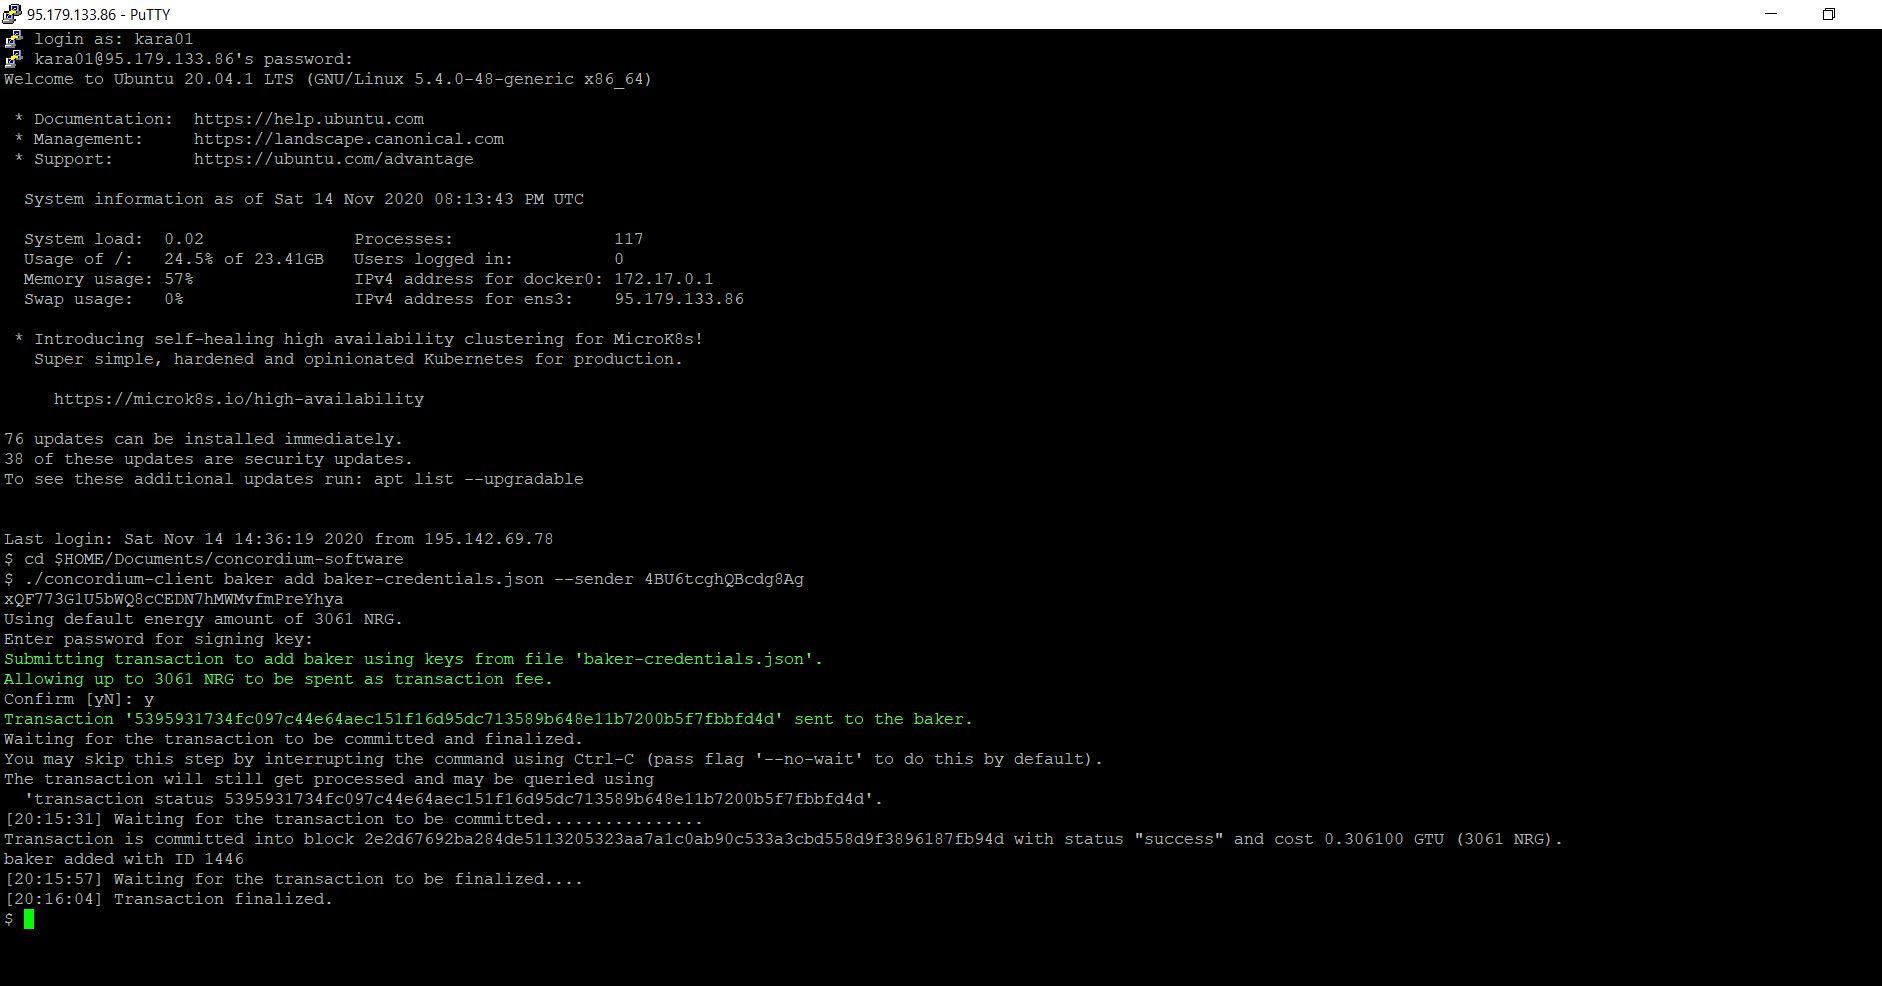 95.179.133.86 - PuTTY
login as: kara01
kara01@95.179.133.86's password:
Welcome to Ubuntu 20.04.1 LTS (GNU/Linux 5.4.0-48-generic x86_64)
* Documentation:  https://help.ubuntu.com
* Management:     https://landscape.canonical.com
* Support:        https://ubuntu.com/advantage
System information as of Sat 14 Nov 2020 08:13:43 PM UTC
System load:  0.02               Processes:                117
Usage of /:   24.5% of 23.41GB   Users logged in:          0
Memory usage: 57%                IPv4 address for docker0: 172.17.0.1
Swap usage:   0%                 IPv4 address for ens3:    95.179.133.86
* Introducing self-healing high availability clustering for MicroK8s!
Super simple, hardened and opinionated Kubernetes for production.
https://microk8s.io/high-availability
76 updates can be installed immediately.
38 of these updates are security updates.
To see these additional updates run: apt list --upgradable
Last login: Sat Nov 14 14:36:19 2020 from 195.142.69.78
$ cd $HOME/Documents/concordium-software
$ ./concordium-client baker add baker-credentials.json --sender 4BU6tcghQBcdg8Ag
xQF773G1U5bWQ8cCEDN7hMWMvfmPreYhya
Using default energy amount of 3061 NRG.
Enter password for signing key:
Submitting transaction to add baker using keys from file 'baker-credentials.json'.
Allowing up to 3061 NRG to be spent as transaction fee.
Confirm [yN]: y
Transaction '5395931734fc097c44e64aec151f16d95dc713589b648e11b7200b5f7fbbfd4d' sent to the baker.
Waiting for the transaction to be committed and finalized.
You may skip this step by interrupting the command using Ctrl-C (pass flag '--no-wait' to do this by default).
The transaction will still get processed and may be queried using
'transaction status 5395931734fc097c44e64aec151f16d95dc713589b648e11b7200b5f7fbbfd4d'.
[20:15:31] Waiting for the transaction to be committed................
Transaction is committed into block 2e2d67692ba284de5113205323aa7a1c0ab90c533a3cbd558d9f3896187fb94d with status "success" and cost 0.306100 GTU (3061 NRG).
baker added with ID 1446
[20:15:57] Waiting for the transaction to be finalized....
[20:16:04] Transaction finalized.
$